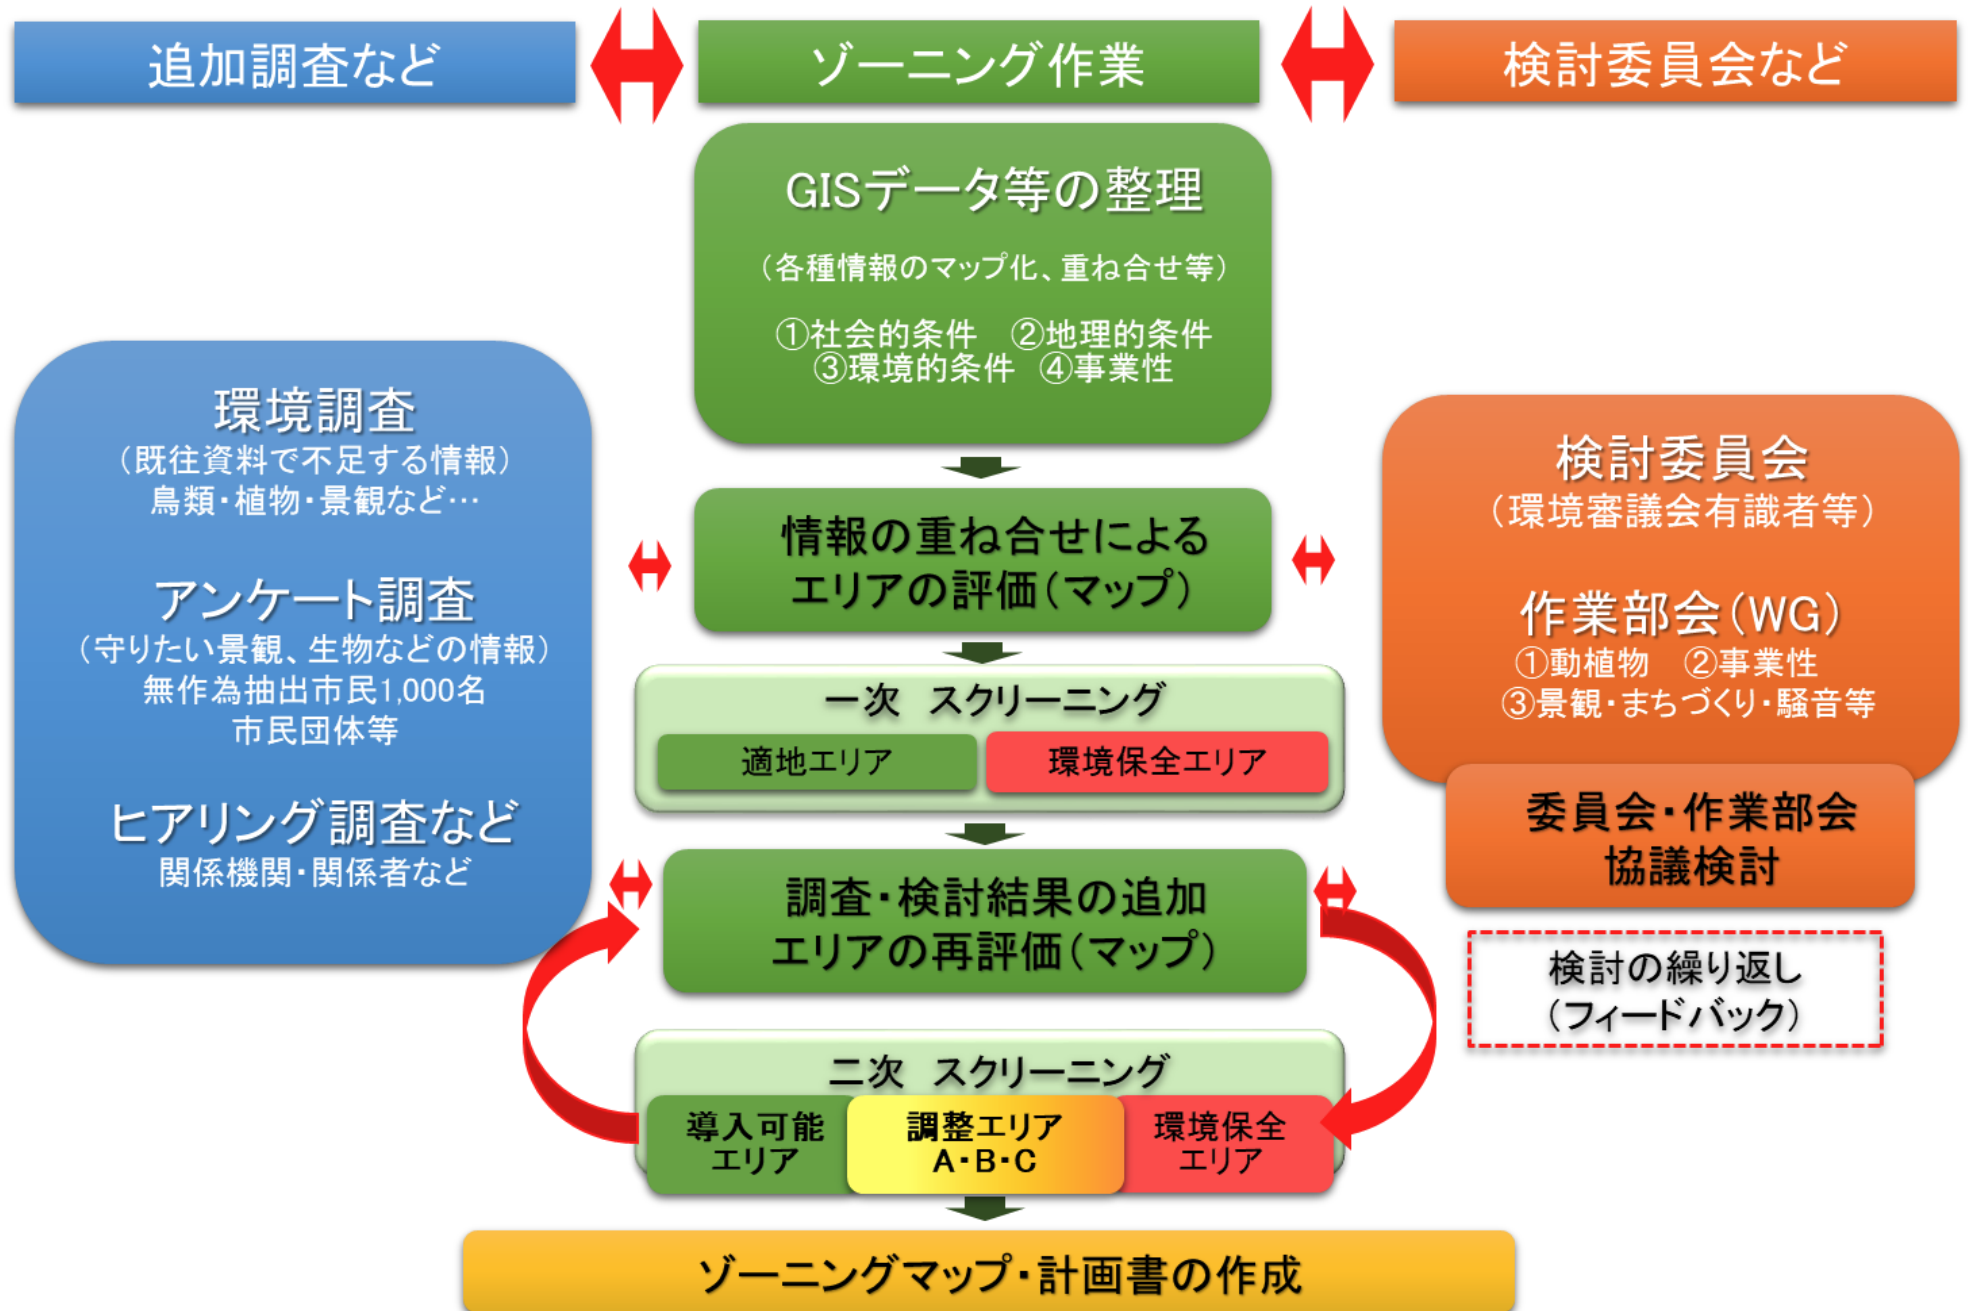 追加調査など
ゾーニング作業
検討委員会など
GISデータ等の整理
（各種情報のマップ化、重ね合せ等）
①社会的条件　②地理的条件
③環境的条件　④事業性
環境調査
（既往資料で不足する情報）
鳥類・植物・景観など…
アンケート調査
（守りたい景観、生物などの情報）
無作為抽出市民1,000名
市民団体等
ヒアリング調査など
関係機関・関係者など
情報の重ね合せによる
エリアの評価（マップ）
一次　スクリーニング
適地エリア
環境保全エリア
調査・検討結果の追加
エリアの再評価（マップ）
二次　スクリーニング
導入可能
エリア
調整エリア
A・B・C
環境保全
エリア
検討委員会
（環境審議会有識者等）
作業部会（WG）
①動植物　②事業性
③景観・まちづくり・騒音等
委員会・作業部会
協議検討
検討の繰り返し
（フィードバック）
ゾーニングマップ・計画書の作成